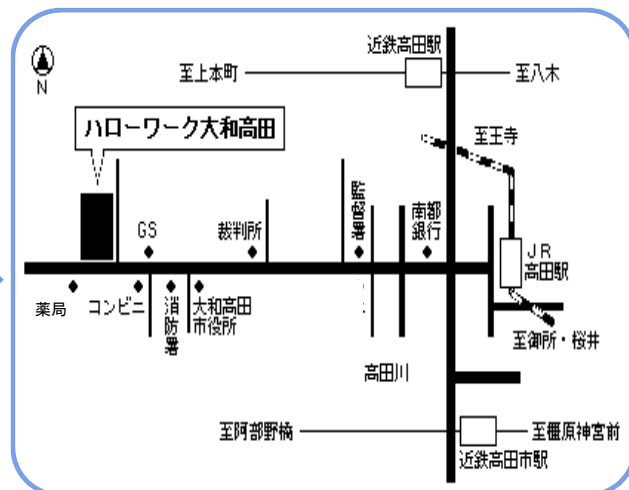 近鉄高田駅
至上本町
至八木
N
至王寺
ハローワーク大和高田
監督署
南都
銀行
GS
裁判所
JR
高田駅
薬局
コンビニ
消防署
大和高田
市役所
至御所・桜井
高田川
至阿部野橋
至橿原神宮前
近鉄高田市駅